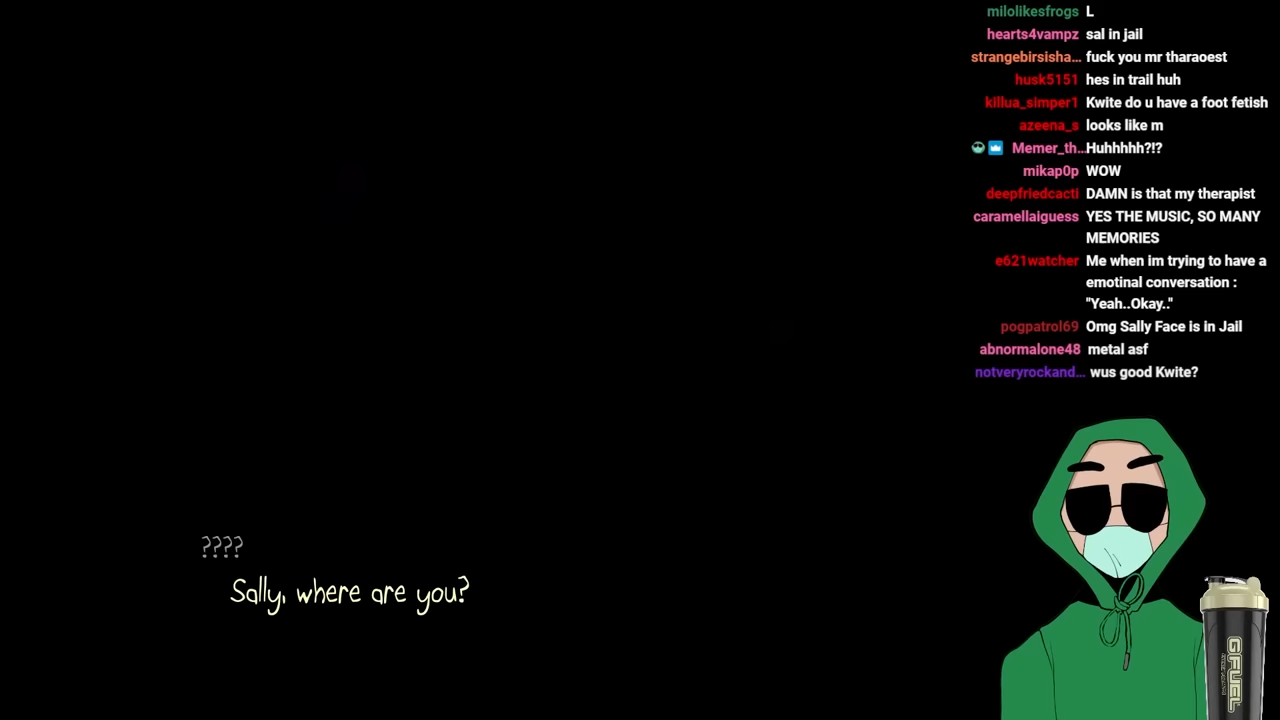 milolikesfrogs L
hearts4vampz sal in jail
strangebirsisha... fuck you mr tharaoest
husk5151 hes in trail huh
killua_simper1 Kwite do u have a foot fetish
azeena_s looks like m
Memer_th... Huhhhhh?!?
mikap0p WOW
deepfriedcacti DAMN is that my therapist
caramellaiguess YES THE MUSIC, SO MANY
MEMORIES
e621watcher Me when im trying to have a
emotinal conversation :
"Yeah..Okay.."
pogpatrol69 Omg Sally Face is in Jail
abnormalone48 metal asf
notveryrockand... wus good Kwite?
????
Sally, where are you?
GFUEL